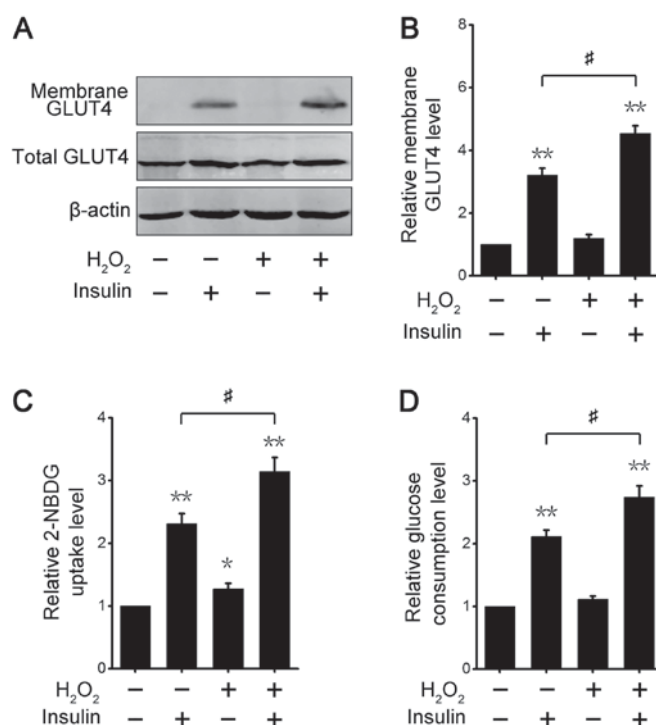 A
Membrane
GLUT4
Total GLUT4
β-actin
H₂O₂ − − + +
Insulin − + − +
B
Relative membrane
GLUT4 level
8
6
4
2
0
**
**
♯
H₂O₂ − − + +
Insulin − + − +
C
Relative 2-NBDG
uptake level
4
3
2
1
0
**
*
**
♯
H₂O₂ − − + +
Insulin − + − +
D
Relative glucose
consumption level
4
3
2
1
0
**
**
♯
H₂O₂ − − + +
Insulin − + − +